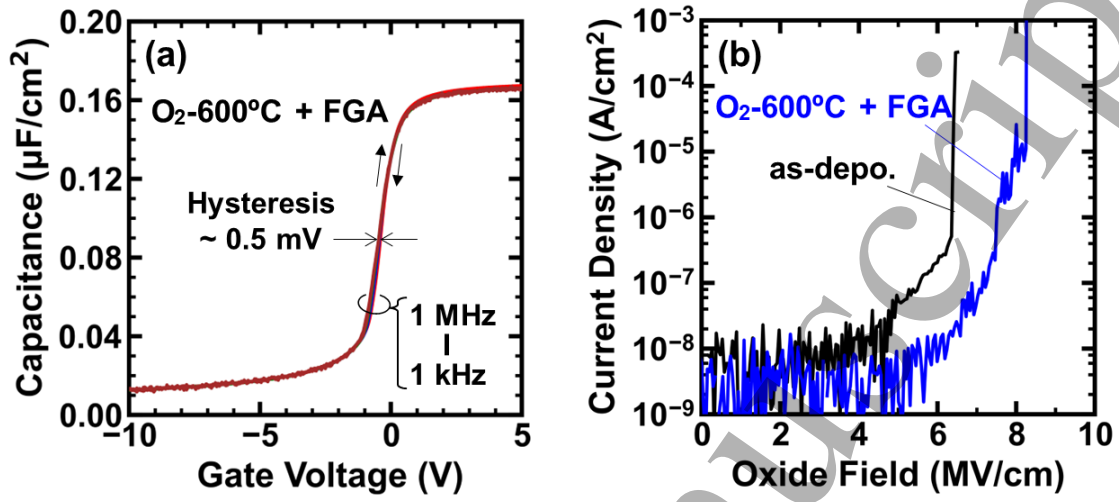 (a)
O₂-600ºC + FGA
Hysteresis
~ 0.5 mV
1 MHz
1 kHz
0.20
0.16
0.12
0.08
0.04
0.00
−10
−5
0
5
Capacitance (μF/cm²)
Gate Voltage (V)
(b)
O₂-600ºC + FGA
as-depo.
10⁻³
10⁻⁴
10⁻⁵
10⁻⁶
10⁻⁷
10⁻⁸
10⁻⁹
0
2
4
6
8
10
Current Density (A/cm²)
Oxide Field (MV/cm)
uscrip